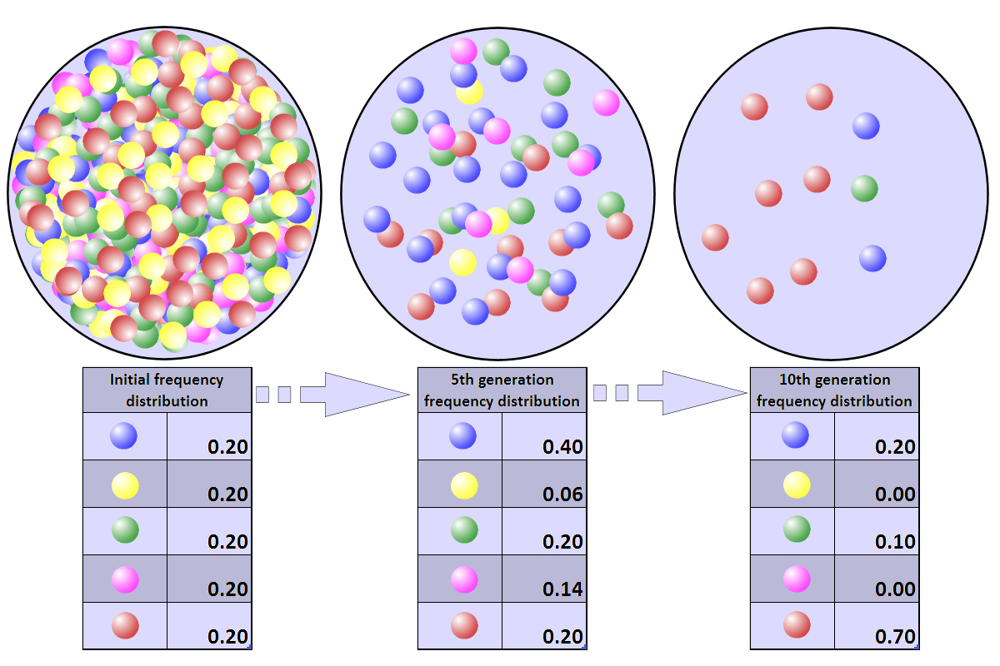 Initial frequency
distribution
0.20
0.20
0.20
0.20
0.20
5th generation
frequency distribution
0.40
0.06
0.20
0.14
0.20
10th generation
frequency distribution
0.20
0.00
0.10
0.00
0.70